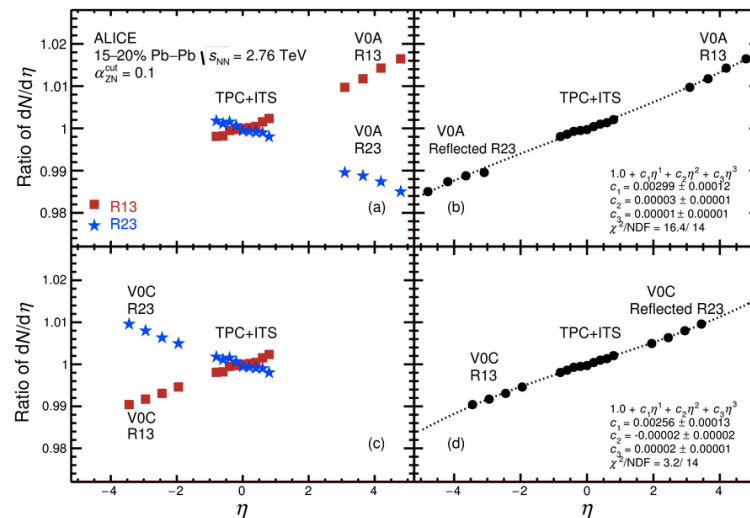 ALICE
15–20% Pb–Pb √sNN = 2.76 TeV
αZN^cut = 0.1
V0A
R13
TPC+ITS
V0A
R23
R13
R23
(a)
Ratio of dN/dη
1.02
1.01
1
0.99
0.98
V0A
R13
TPC+ITS
V0A
Reflected R23
(b)
1.0 + c₁η¹ + c₂η² + c₃η³
c₁ = 0.00299 ± 0.00012
c₂ = 0.00003 ± 0.00001
c₃ = 0.00001 ± 0.00001
χ²/NDF = 16.4/ 14
V0C
R23
TPC+ITS
V0C
R13
(c)
Ratio of dN/dη
1.02
1.01
1
0.99
0.98
−4 −2 0 2 4
η
V0C
Reflected R23
TPC+ITS
V0C
R13
(d)
1.0 + c₁η¹ + c₂η² + c₃η³
c₁ = 0.00256 ± 0.00013
c₂ = -0.00002 ± 0.00002
c₃ = 0.00002 ± 0.00001
χ²/NDF = 3.2/ 14
−4 −2 0 2 4
η